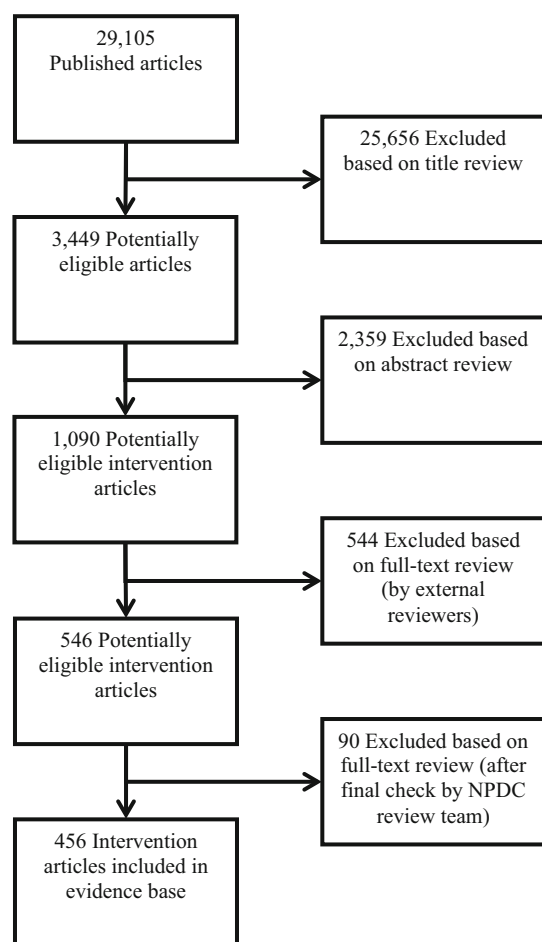 29,105
Published articles
25,656 Excluded
based on title review
3,449 Potentially
eligible articles
2,359 Excluded based
on abstract review
1,090 Potentially
eligible intervention
articles
544 Excluded based
on full-text review
(by external
reviewers)
546 Potentially
eligible intervention
articles
90 Excluded based on
full-text review (after
final check by NPDC
review team)
456 Intervention
articles included in
evidence base